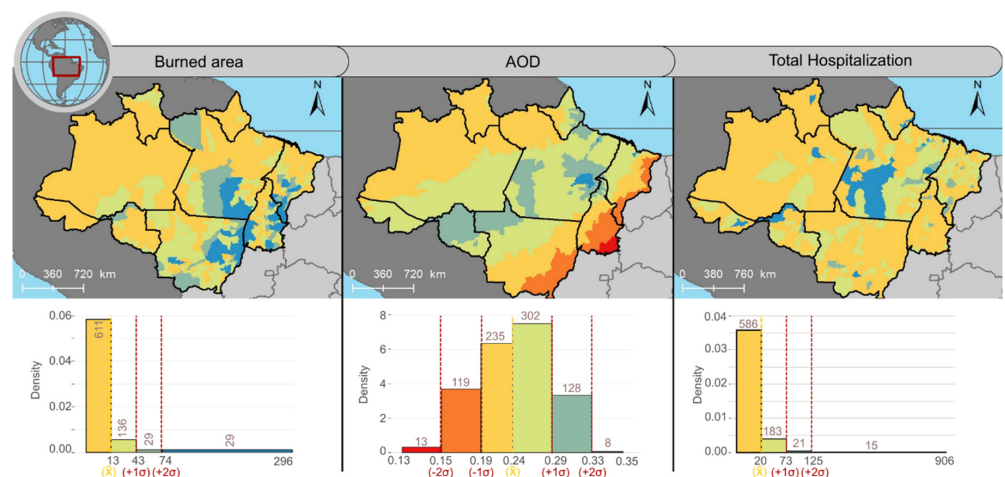 Burned area
AOD
Total Hospitalization
N
N
N
0 360 720 km
0 360 720 km
0 380 760 km
Density
0.06
0.04
0.02
0.00
611
136
29
29
13 43 74 296
(X̄) (+1σ) (+2σ)
Density
8
6
4
2
0
13
119
235
302
128
8
0.13 0.15 0.19 0.24 0.29 0.33 0.35
(-2σ) (-1σ) (X̄) (+1σ) (+2σ)
Density
0.04
0.03
0.02
0.01
0.00
586
183
21
15
20 73 125 906
(X̄) (+1σ) (+2σ)